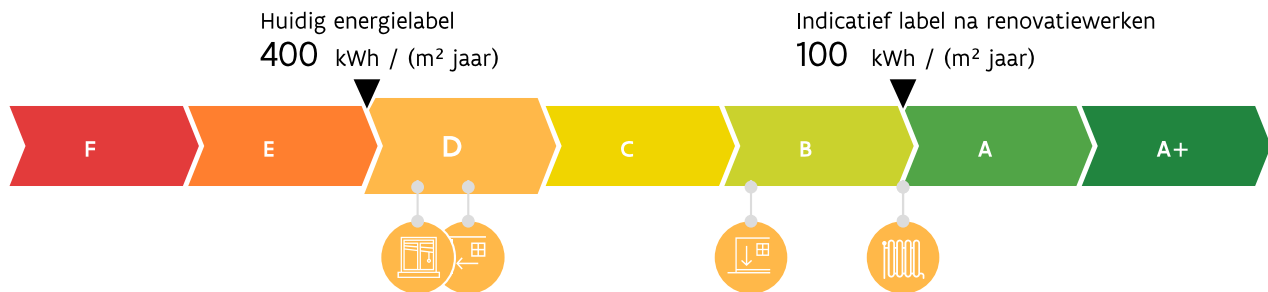 Huidig energielabel
400 kWh / (m² jaar)
Indicatief label na renovatiewerken
100 kWh / (m² jaar)
F E D C B A A+